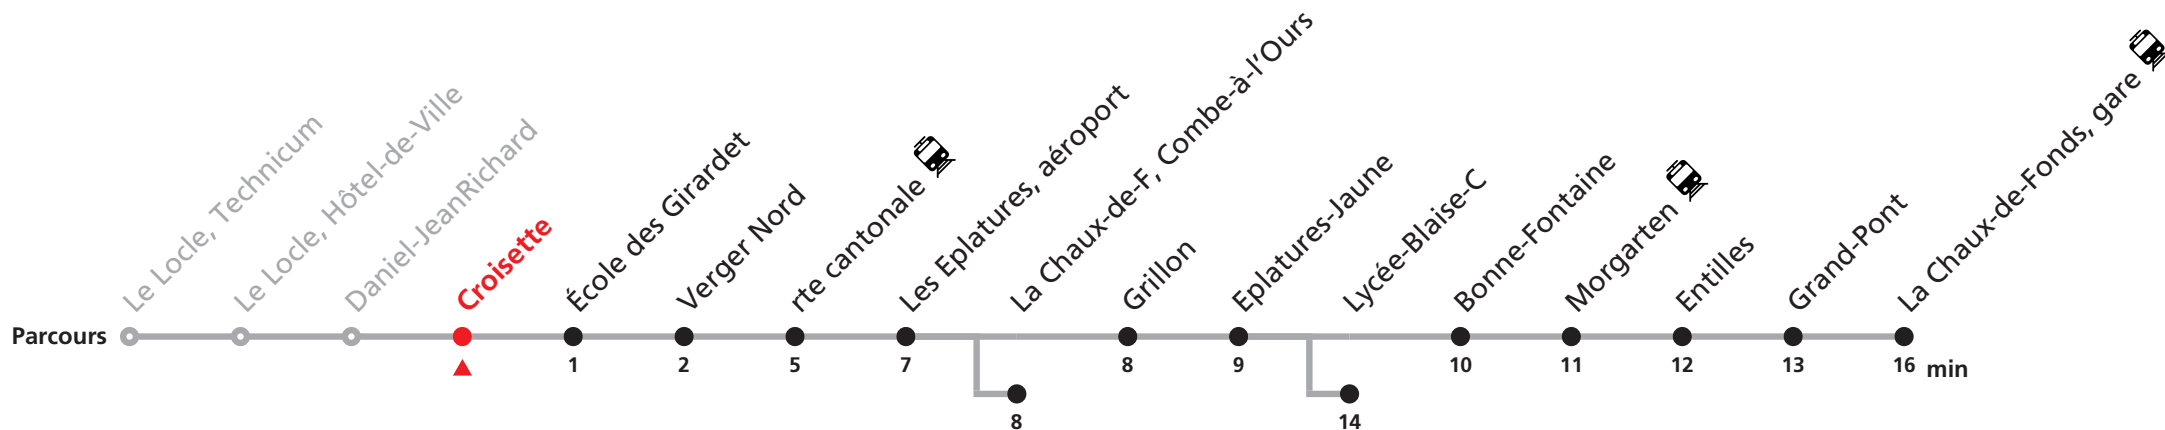 Le Locle, Technicum
Le Locle, Hôtel-de-Ville
Daniel-JeanRichard
Croisette
École des Girardet
Verger Nord
rte cantonale
Les Eplatures, aéroport
La Chaux-de-F, Combe-à-l'Ours
Grillon
Eplatures-Jaune
Lycée-Blaise-C
Bonne-Fontaine
Morgarten
Entilles
Grand-Pont
La Chaux-de-Fonds, gare
Parcours
1 2 5 7 8 9 10 11 12 13 16 min
8 14